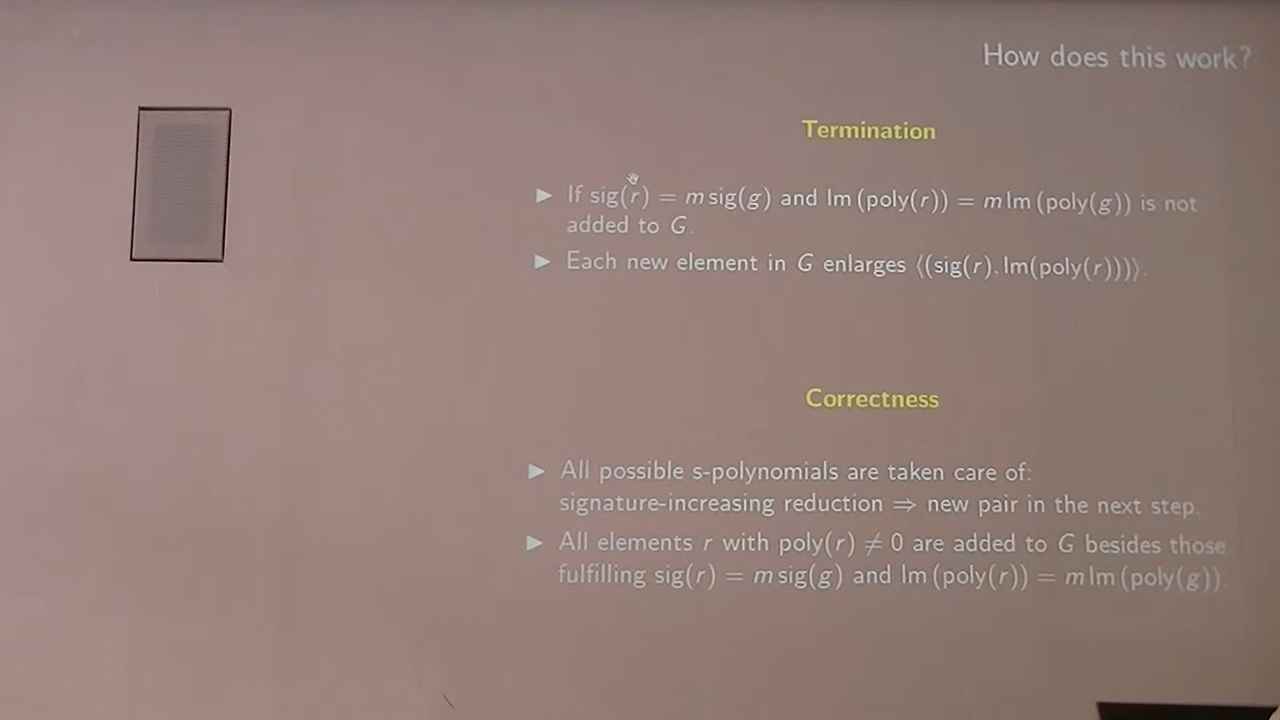 How does this work?
Termination
► If sig(r) = m sig(g) and lm (poly(r)) = m lm (poly(g)) is not
added to G.
► Each new element in G enlarges ⟨(sig(r), lm(poly(r)))⟩.
Correctness
► All possible s-polynomials are taken care of:
signature-increasing reduction ⇒ new pair in the next step.
► All elements r with poly(r) ≠ 0 are added to G besides those
fulfilling sig(r) = m sig(g) and lm (poly(r)) = m lm (poly(g)).